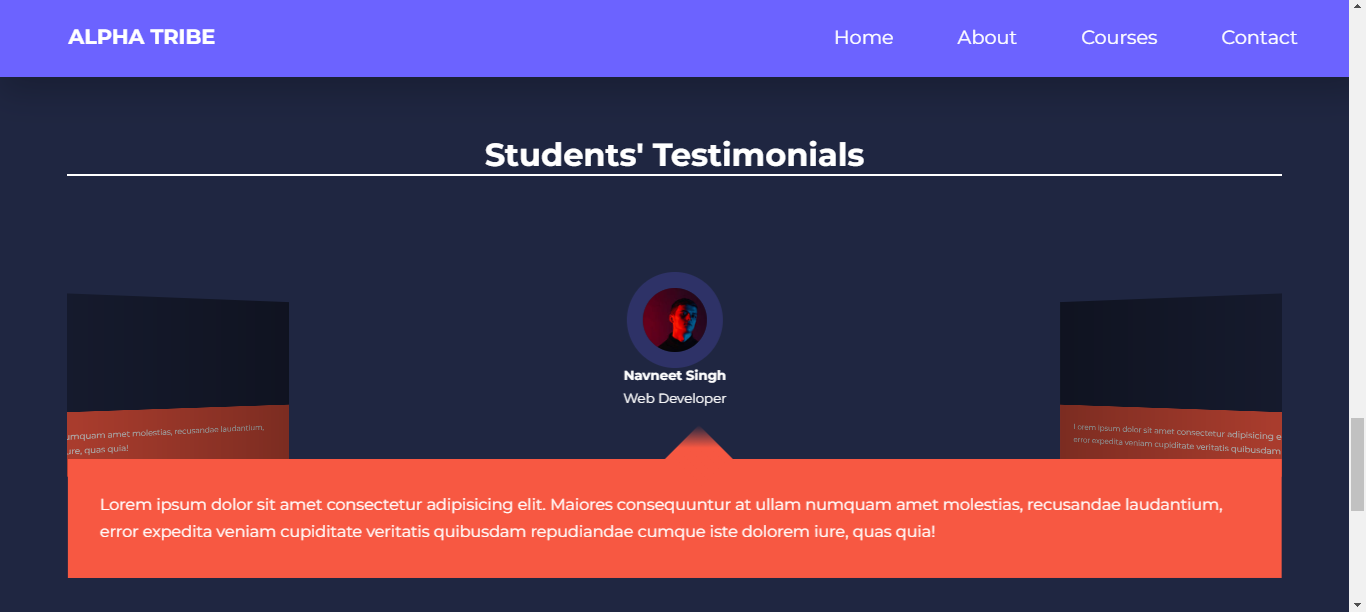 ALPHA TRIBE
Home About Courses Contact
Students' Testimonials
Navneet Singh
Web Developer
umquam amet molestias, recusandae laudantium,
ure, quas quia!
Lorem ipsum dolor sit amet consectetur adipisicing e
error expedita veniam cupiditate veritatis quibusdam
Lorem ipsum dolor sit amet consectetur adipisicing elit. Maiores consequuntur at ullam numquam amet molestias, recusandae laudantium,
error expedita veniam cupiditate veritatis quibusdam repudiandae cumque iste dolorem iure, quas quia!